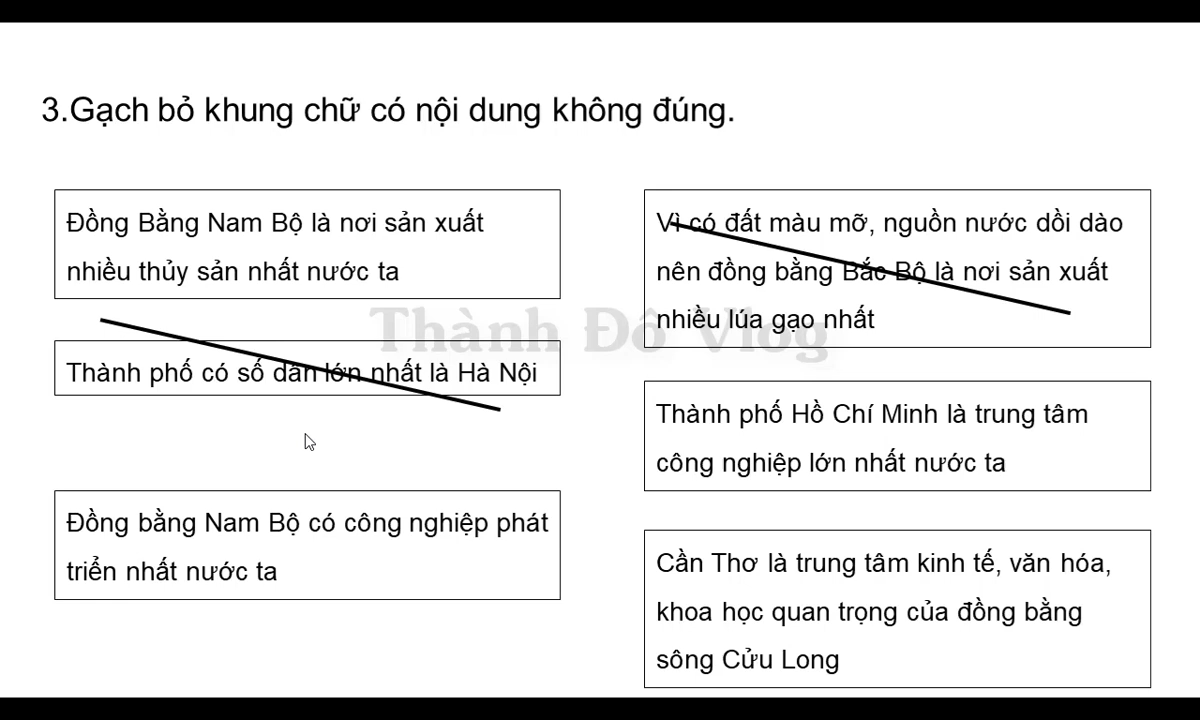 3.Gạch bỏ khung chữ có nội dung không đúng.
Đồng Bằng Nam Bộ là nơi sản xuất
nhiều thủy sản nhất nước ta
Thành phố có số dân lớn nhất là Hà Nội
Đồng bằng Nam Bộ có công nghiệp phát
triển nhất nước ta
Vì có đất màu mỡ, nguồn nước dồi dào
nên đồng bằng Bắc Bộ là nơi sản xuất
nhiều lúa gạo nhất
Thành phố Hồ Chí Minh là trung tâm
công nghiệp lớn nhất nước ta
Cần Thơ là trung tâm kinh tế, văn hóa,
khoa học quan trọng của đồng bằng
sông Cửu Long
Thành Đô Vlog